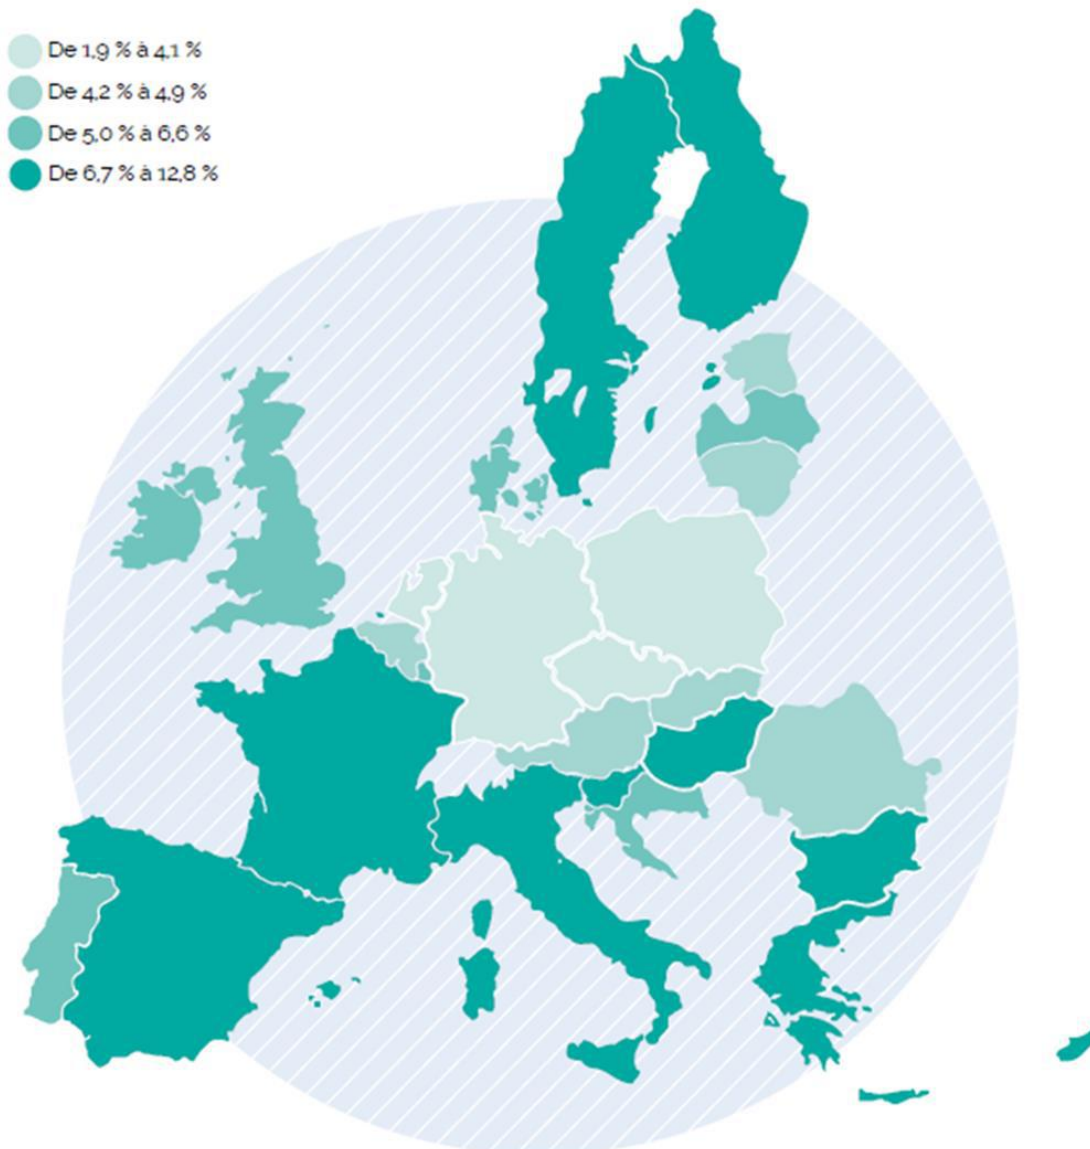 De 1,9 % à 4,1 %
De 4,2 % à 4,9 %
De 5,0 % à 6,6 %
De 6,7 % à 12,8 %